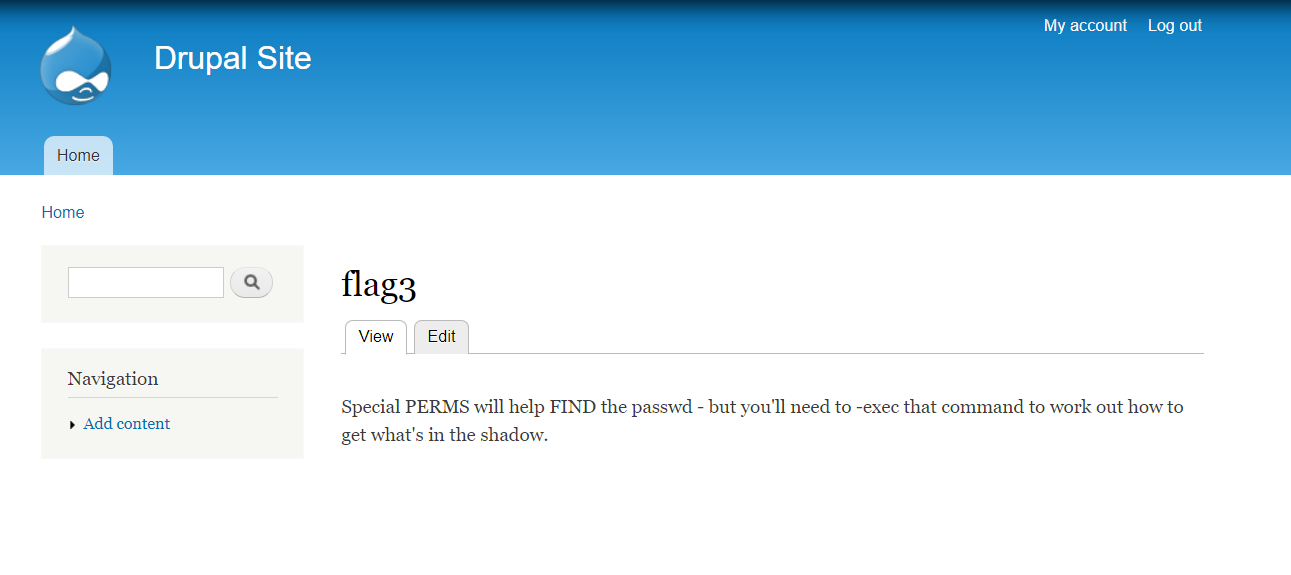 My account Log out
Drupal Site
Home
Home
flag3
View Edit
Navigation
Add content
Special PERMS will help FIND the passwd - but you'll need to -exec that command to work out how to
get what's in the shadow.